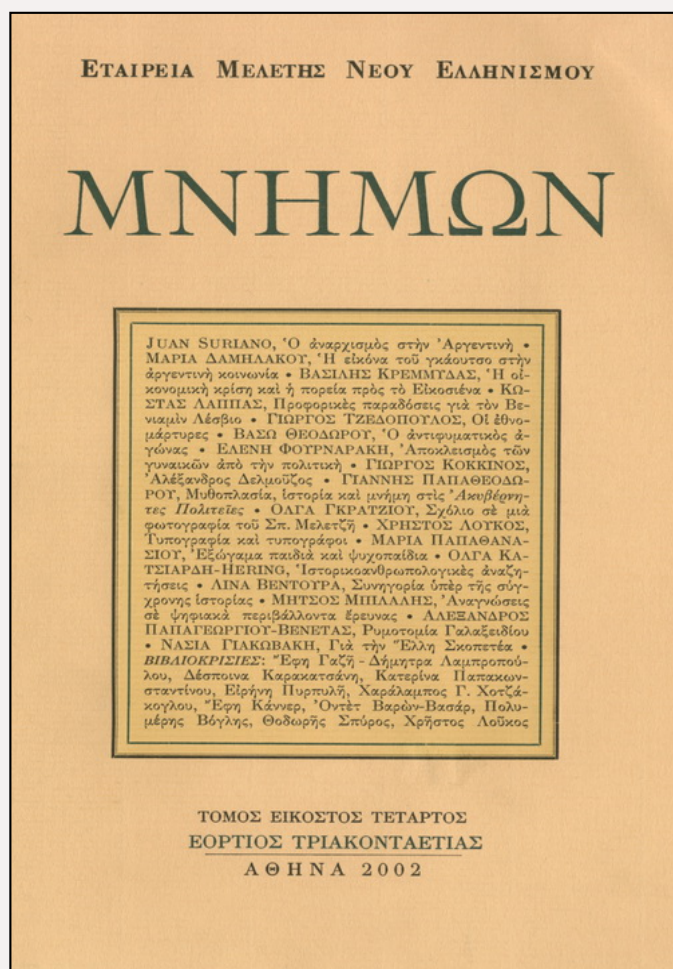 ΕΤΑΙΡΕΙΑ ΜΕΛΕΤΗΣ ΝΕΟΥ ΕΛΛΗΝΙΣΜΟΥ
ΜΝΗΜΩΝ
JUAN SURIANO, Ὁ ἀναρχισμὸς στὴν Ἀργεντινὴ •
ΜΑΡΙΑ ΔΑΜΗΛΑΚΟΥ, Ἡ εἰκόνα τοῦ γκάουτσο στὴν
ἀργεντινὴ κοινωνία • ΒΑΣΙΛΗΣ ΚΡΕΜΜΥΔΑΣ, Ἡ οἰ-
κονομικὴ κρίση καὶ ἡ πορεία πρὸς τὸ Εἰκοσιένα • ΚΩ-
ΣΤΑΣ ΛΑΠΠΑΣ, Προφορικὲς παραδόσεις γιὰ τὸν Βε-
νιαμὶν Λέσβιο • ΓΙΩΡΓΟΣ ΤΖΕΔΟΠΟΥΛΟΣ, Οἱ ἐθνο-
μάρτυρες • ΒΑΣΩ ΘΕΟΔΩΡΟΥ, Ὁ ἀντιφυματικὸς ἀ-
γώνας • ΕΛΕΝΗ ΦΟΥΡΝΑΡΑΚΗ, Ἀποκλεισμὸς τῶν
γυναικῶν ἀπὸ τὴν πολιτικὴ • ΓΙΩΡΓΟΣ ΚΟΚΚΙΝΟΣ,
Ἀλέξανδρος Δελμοῦζος • ΓΙΑΝΝΗΣ ΠΑΠΑΘΕΟΔΩ-
ΡΟΥ, Μυθοπλασία, ἱστορία καὶ μνήμη στὶς Ἀκυβέρνη-
τες Πολιτεῖες • ΟΛΓΑ ΓΚΡΑΤΖΙΟΥ, Σχόλιο σὲ μιὰ
φωτογραφία τοῦ Σπ. Μελετζῆ • ΧΡΗΣΤΟΣ ΛΟΥΚΟΣ,
Τυπογραφία καὶ τυπογράφοι • ΜΑΡΙΑ ΠΑΠΑΘΑΝΑ-
ΣΙΟΥ, Ἐξώγαμα παιδιὰ καὶ ψυχοπαίδια • ΟΛΓΑ ΚΑ-
ΤΣΙΑΡΔΗ-HERING, Ἱστορικοανθρωπολογικὲς ἀναζη-
τήσεις • ΛΙΝΑ ΒΕΝΤΟΥΡΑ, Συνηγορία ὑπὲρ τῆς σύγ-
χρονης ἱστορίας • ΜΗΤΣΟΣ ΜΠΙΛΑΛΗΣ, Ἀναγνώσεις
σὲ ψηφιακὰ περιβάλλοντα ἔρευνας • ΑΛΕΞΑΝΔΡΟΣ
ΠΑΠΑΓΕΩΡΓΙΟΥ-ΒΕΝΕΤΑΣ, Ρυμοτομία Γαλαξειδίου
• ΝΑΣΙΑ ΓΙΑΚΩΒΑΚΗ, Γιὰ τὴν Ἕλλη Σκοπετέα •
ΒΙΒΛΙΟΚΡΙΣΙΕΣ: Ἔφη Γαζῆ - Δήμητρα Λαμπροπού-
λου, Δέσποινα Καρακατσάνη, Κατερίνα Παπακων-
σταντίνου, Εἰρήνη Πυρπυλῆ, Χαράλαμπος Γ. Χοτζά-
κογλου, Ἔφη Κάννερ, Ὀντὲτ Βαρὼν-Βασάρ, Πολυ-
μέρης Βόγλης, Θοδωρῆς Σπύρος, Χρῆστος Λοῦκος
ΤΟΜΟΣ ΕΙΚΟΣΤΟΣ ΤΕΤΑΡΤΟΣ
ΕΟΡΤΙΟΣ ΤΡΙΑΚΟΝΤΑΕΤΙΑΣ
ΑΘΗΝΑ 2002